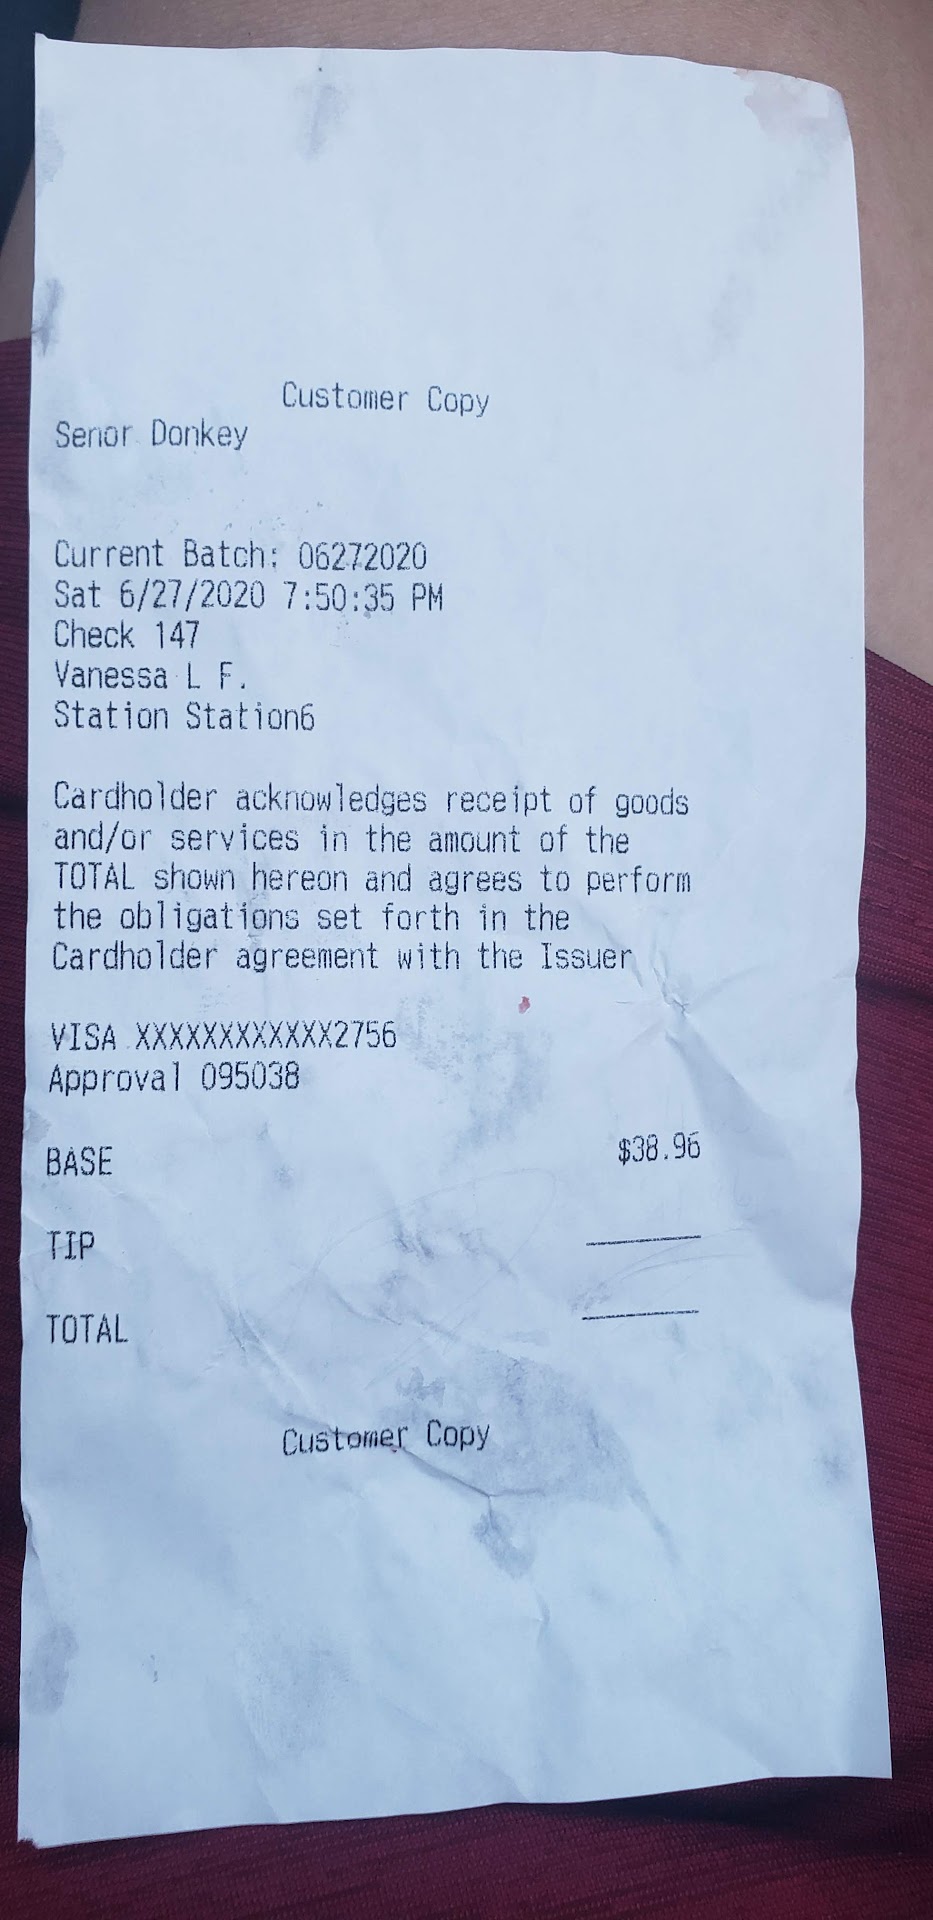 Customer Copy
Senor Donkey
Current Batch: 06272020
Sat 6/27/2020 7:50:35 PM
Check 147
Vanessa L F.
Station Station6
Cardholder acknowledges receipt of goods
and/or services in the amount of the
TOTAL shown hereon and agrees to perform
the obligations set forth in the
Cardholder agreement with the Issuer
VISA XXXXXXXXXXXX2756
Approval 095038
BASE $38.96
TIP
TOTAL
Customer Copy